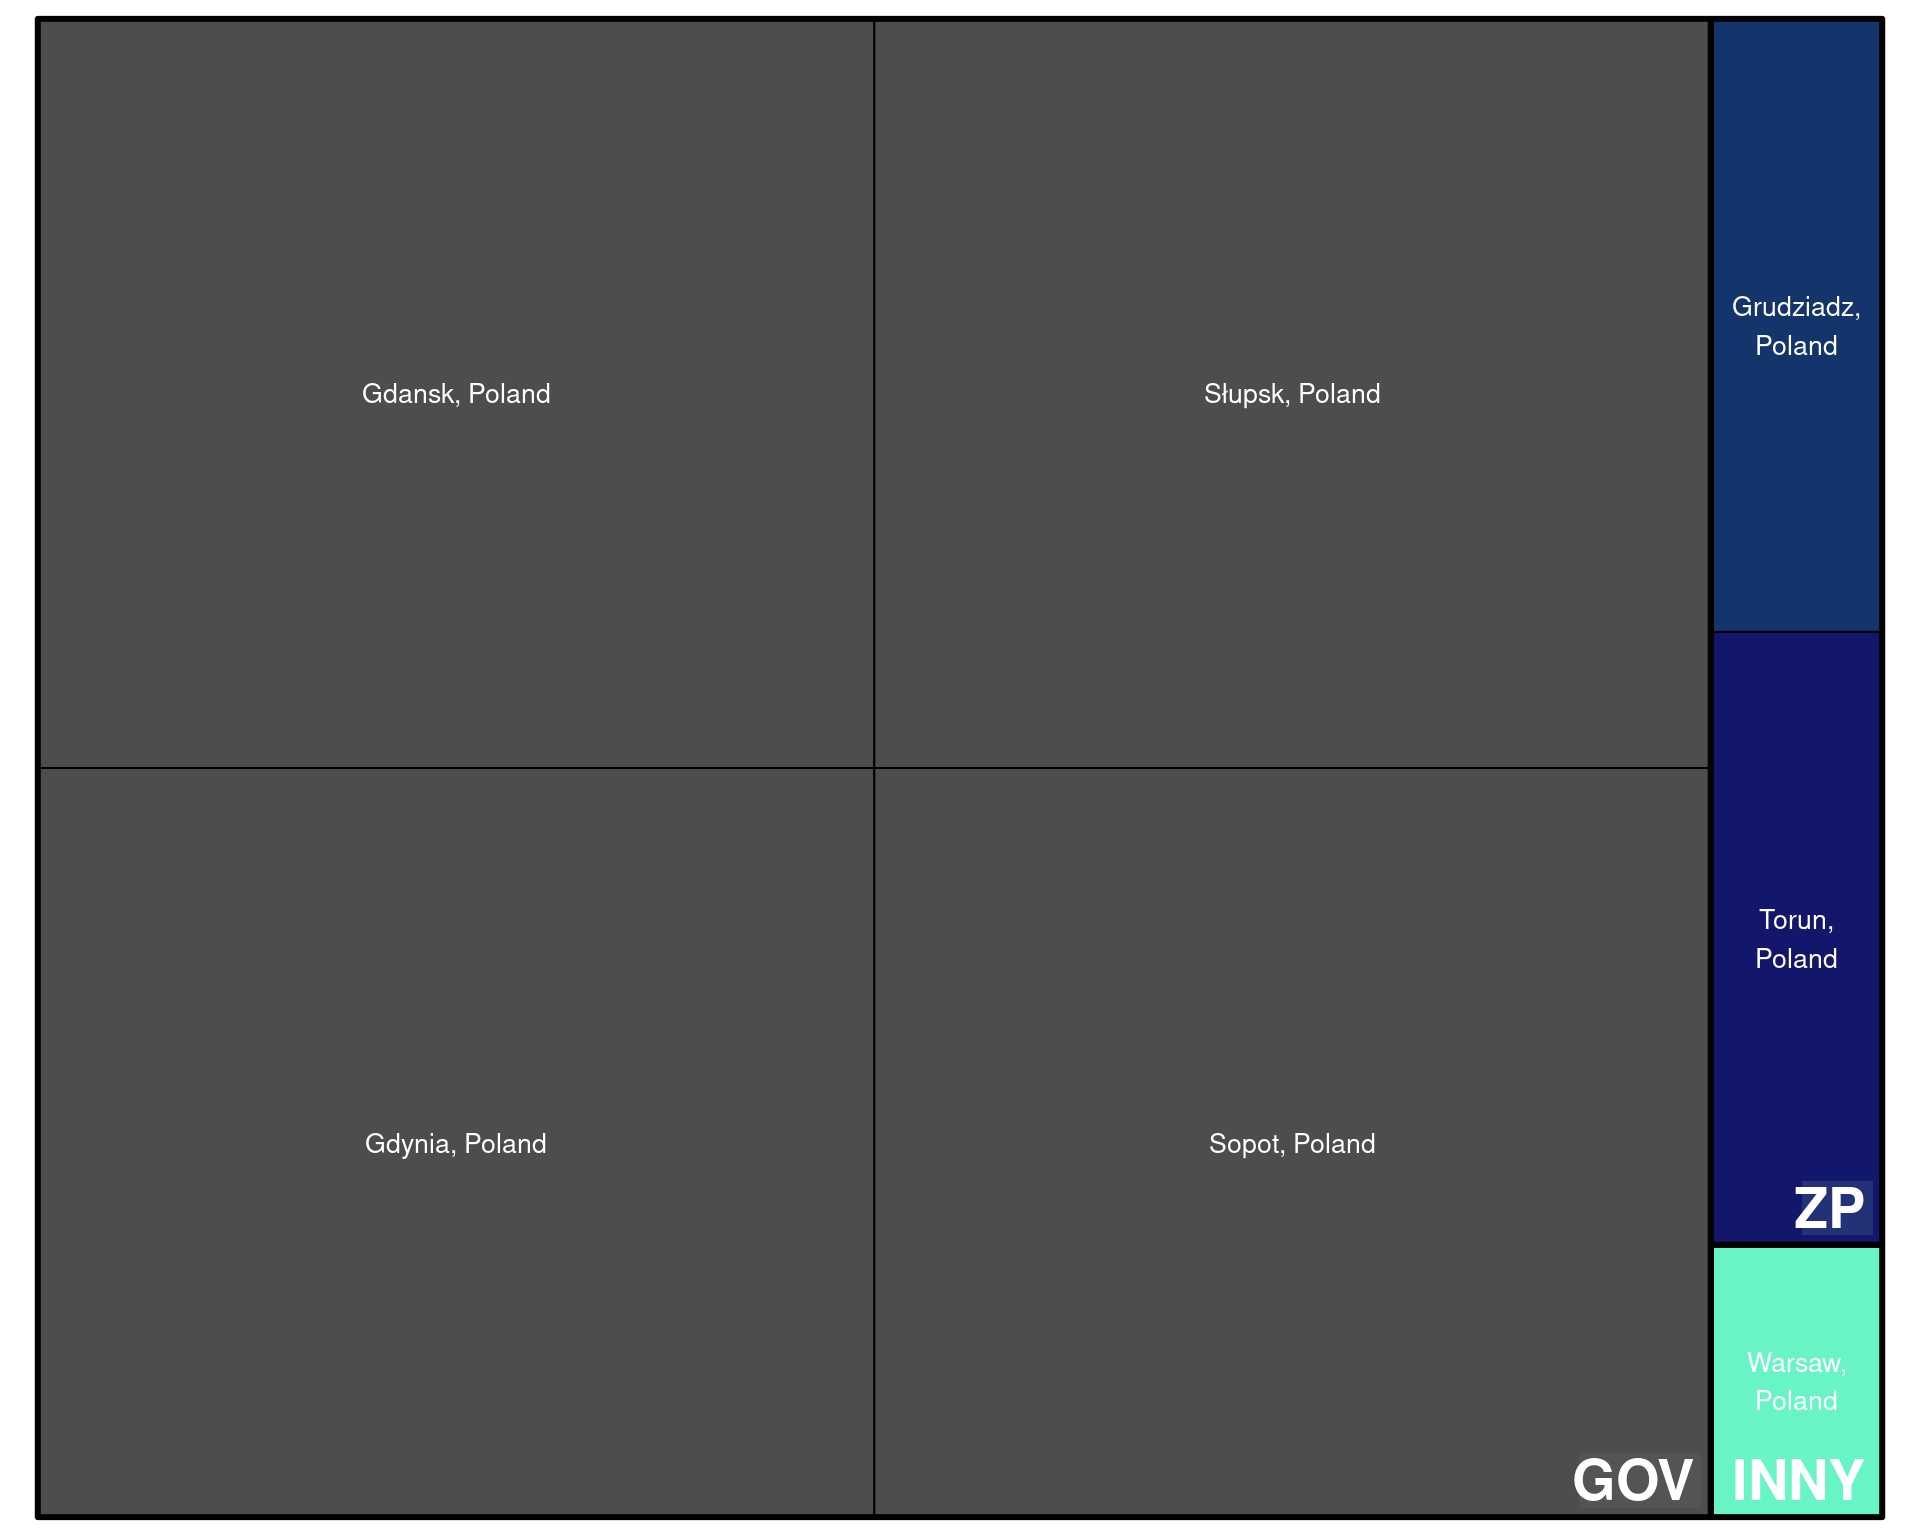 Gdansk, Poland
Słupsk, Poland
Grudziadz,
Poland
Gdynia, Poland
Sopot, Poland
Torun,
Poland
ZP
Warsaw,
Poland
GOV
INNY